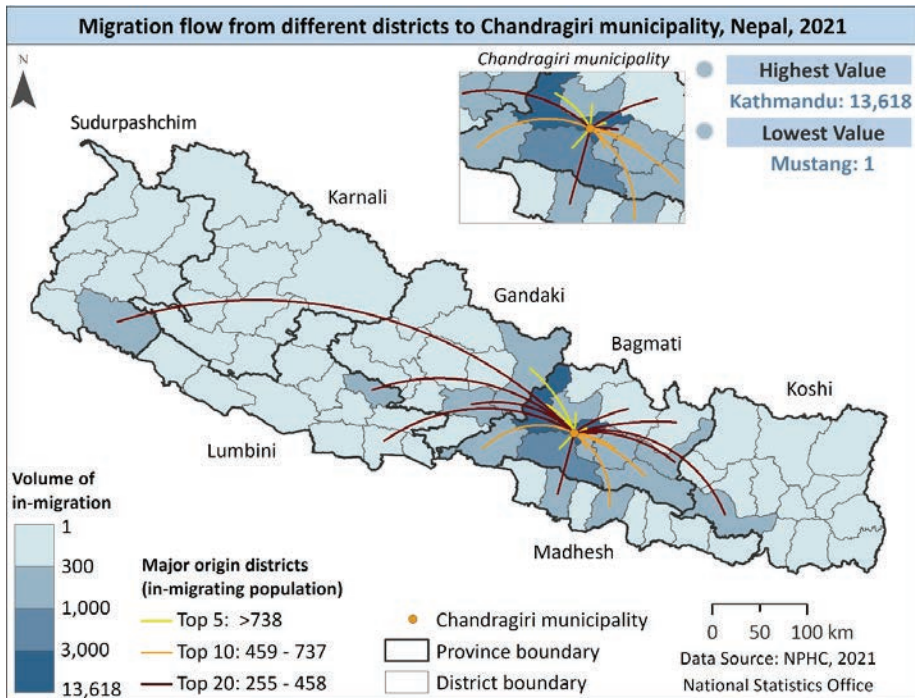 Migration flow from different districts to Chandragiri municipality, Nepal, 2021
N
Chandragiri municipality
Highest Value
Kathmandu: 13,618
Lowest Value
Mustang: 1
Sudurpashchim
Karnali
Gandaki
Bagmati
Koshi
Lumbini
Madhesh
Volume of
in-migration
1
300
1,000
3,000
13,618
Major origin districts
(in-migrating population)
Top 5: >738
Top 10: 459 - 737
Top 20: 255 - 458
Chandragiri municipality
Province boundary
District boundary
0 50 100 km
Data Source: NPHC, 2021
National Statistics Office